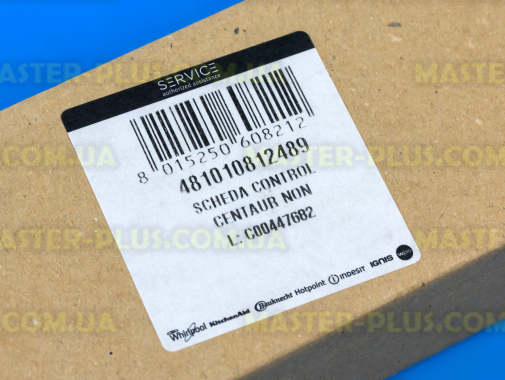 SERVICE
authorized assistance
8 015250 608212
481010812489
SCHEDA CONTROL
CENTAUR NON
L: C00447682
Whirlpool KitchenAid Bauknecht Hotpoint indesit IGNIS
MASTER-PLUS.COM.UA